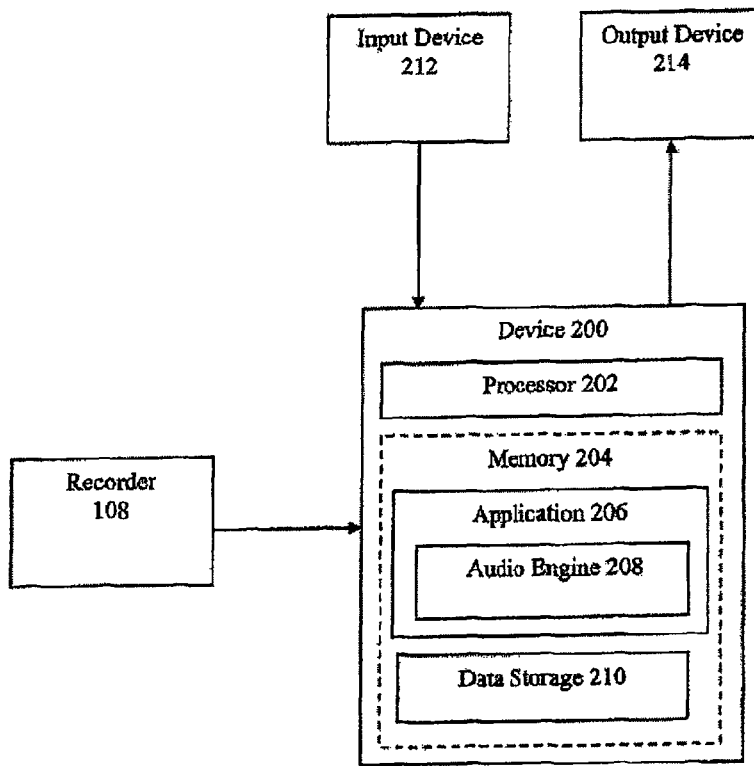 Input Device
212
Output Device
214
Device 200
Processor 202
Memory 204
Recorder
108
Application 206
Audio Engine 208
Data Storage 210